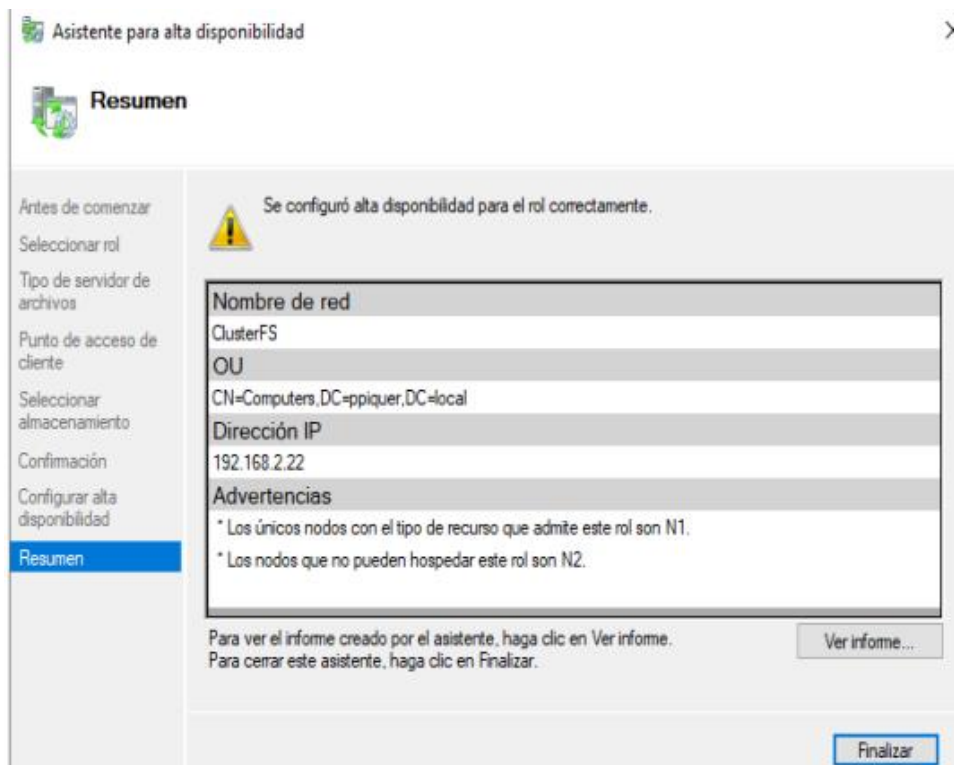 Asistente para alta disponibilidad
Resumen
Antes de comenzar
Seleccionar rol
Tipo de servidor de
archivos
Punto de acceso de
cliente
Seleccionar
almacenamiento
Confirmación
Configurar alta
disponibilidad
Resumen
Se configuró alta disponibilidad para el rol correctamente.
Nombre de red
ClusterFS
OU
CN=Computers,DC=ppiquer,DC=local
Dirección IP
192.168.2.22
Advertencias
* Los únicos nodos con el tipo de recurso que admite este rol son N1.
* Los nodos que no pueden hospedar este rol son N2.
Para ver el informe creado por el asistente, haga clic en Ver informe.
Para cerrar este asistente, haga clic en Finalizar.
Ver informe...
Finalizar